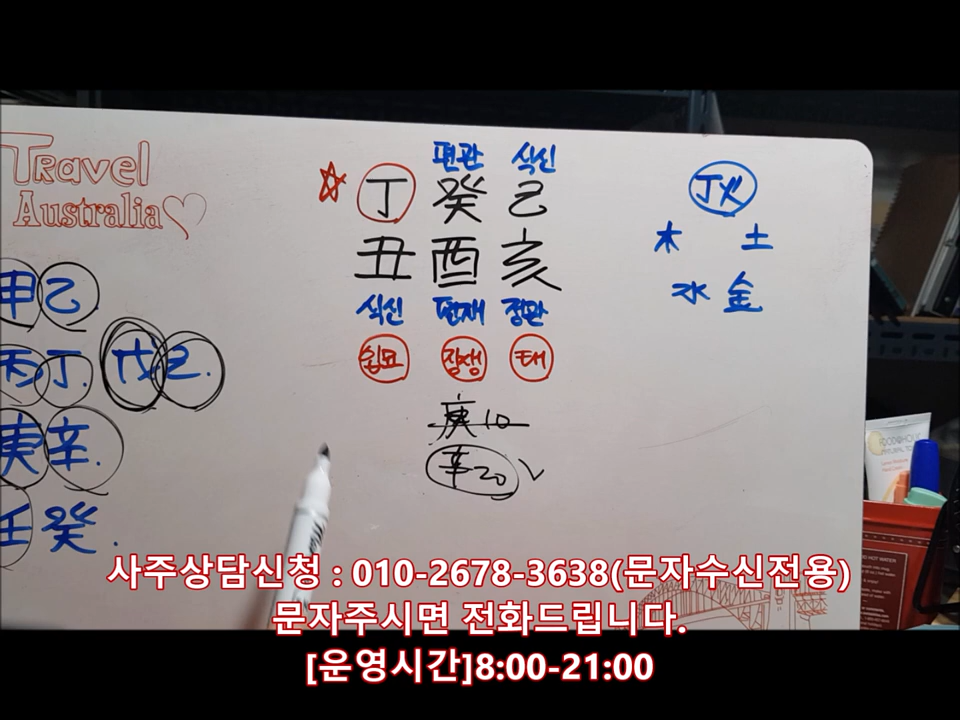 Travel
Australia
甲乙
丙丁. 戊己.
庚辛.
壬癸.
편관 식신
丁 癸 己
丑 酉 亥
식신 편재 정관
입묘 장생 태
庚10
辛20
丁火
木 土
水 金
사주상담신청 : 010-2678-3638(문자수신전용)
문자주시면 전화드립니다.
[운영시간]8:00-21:00